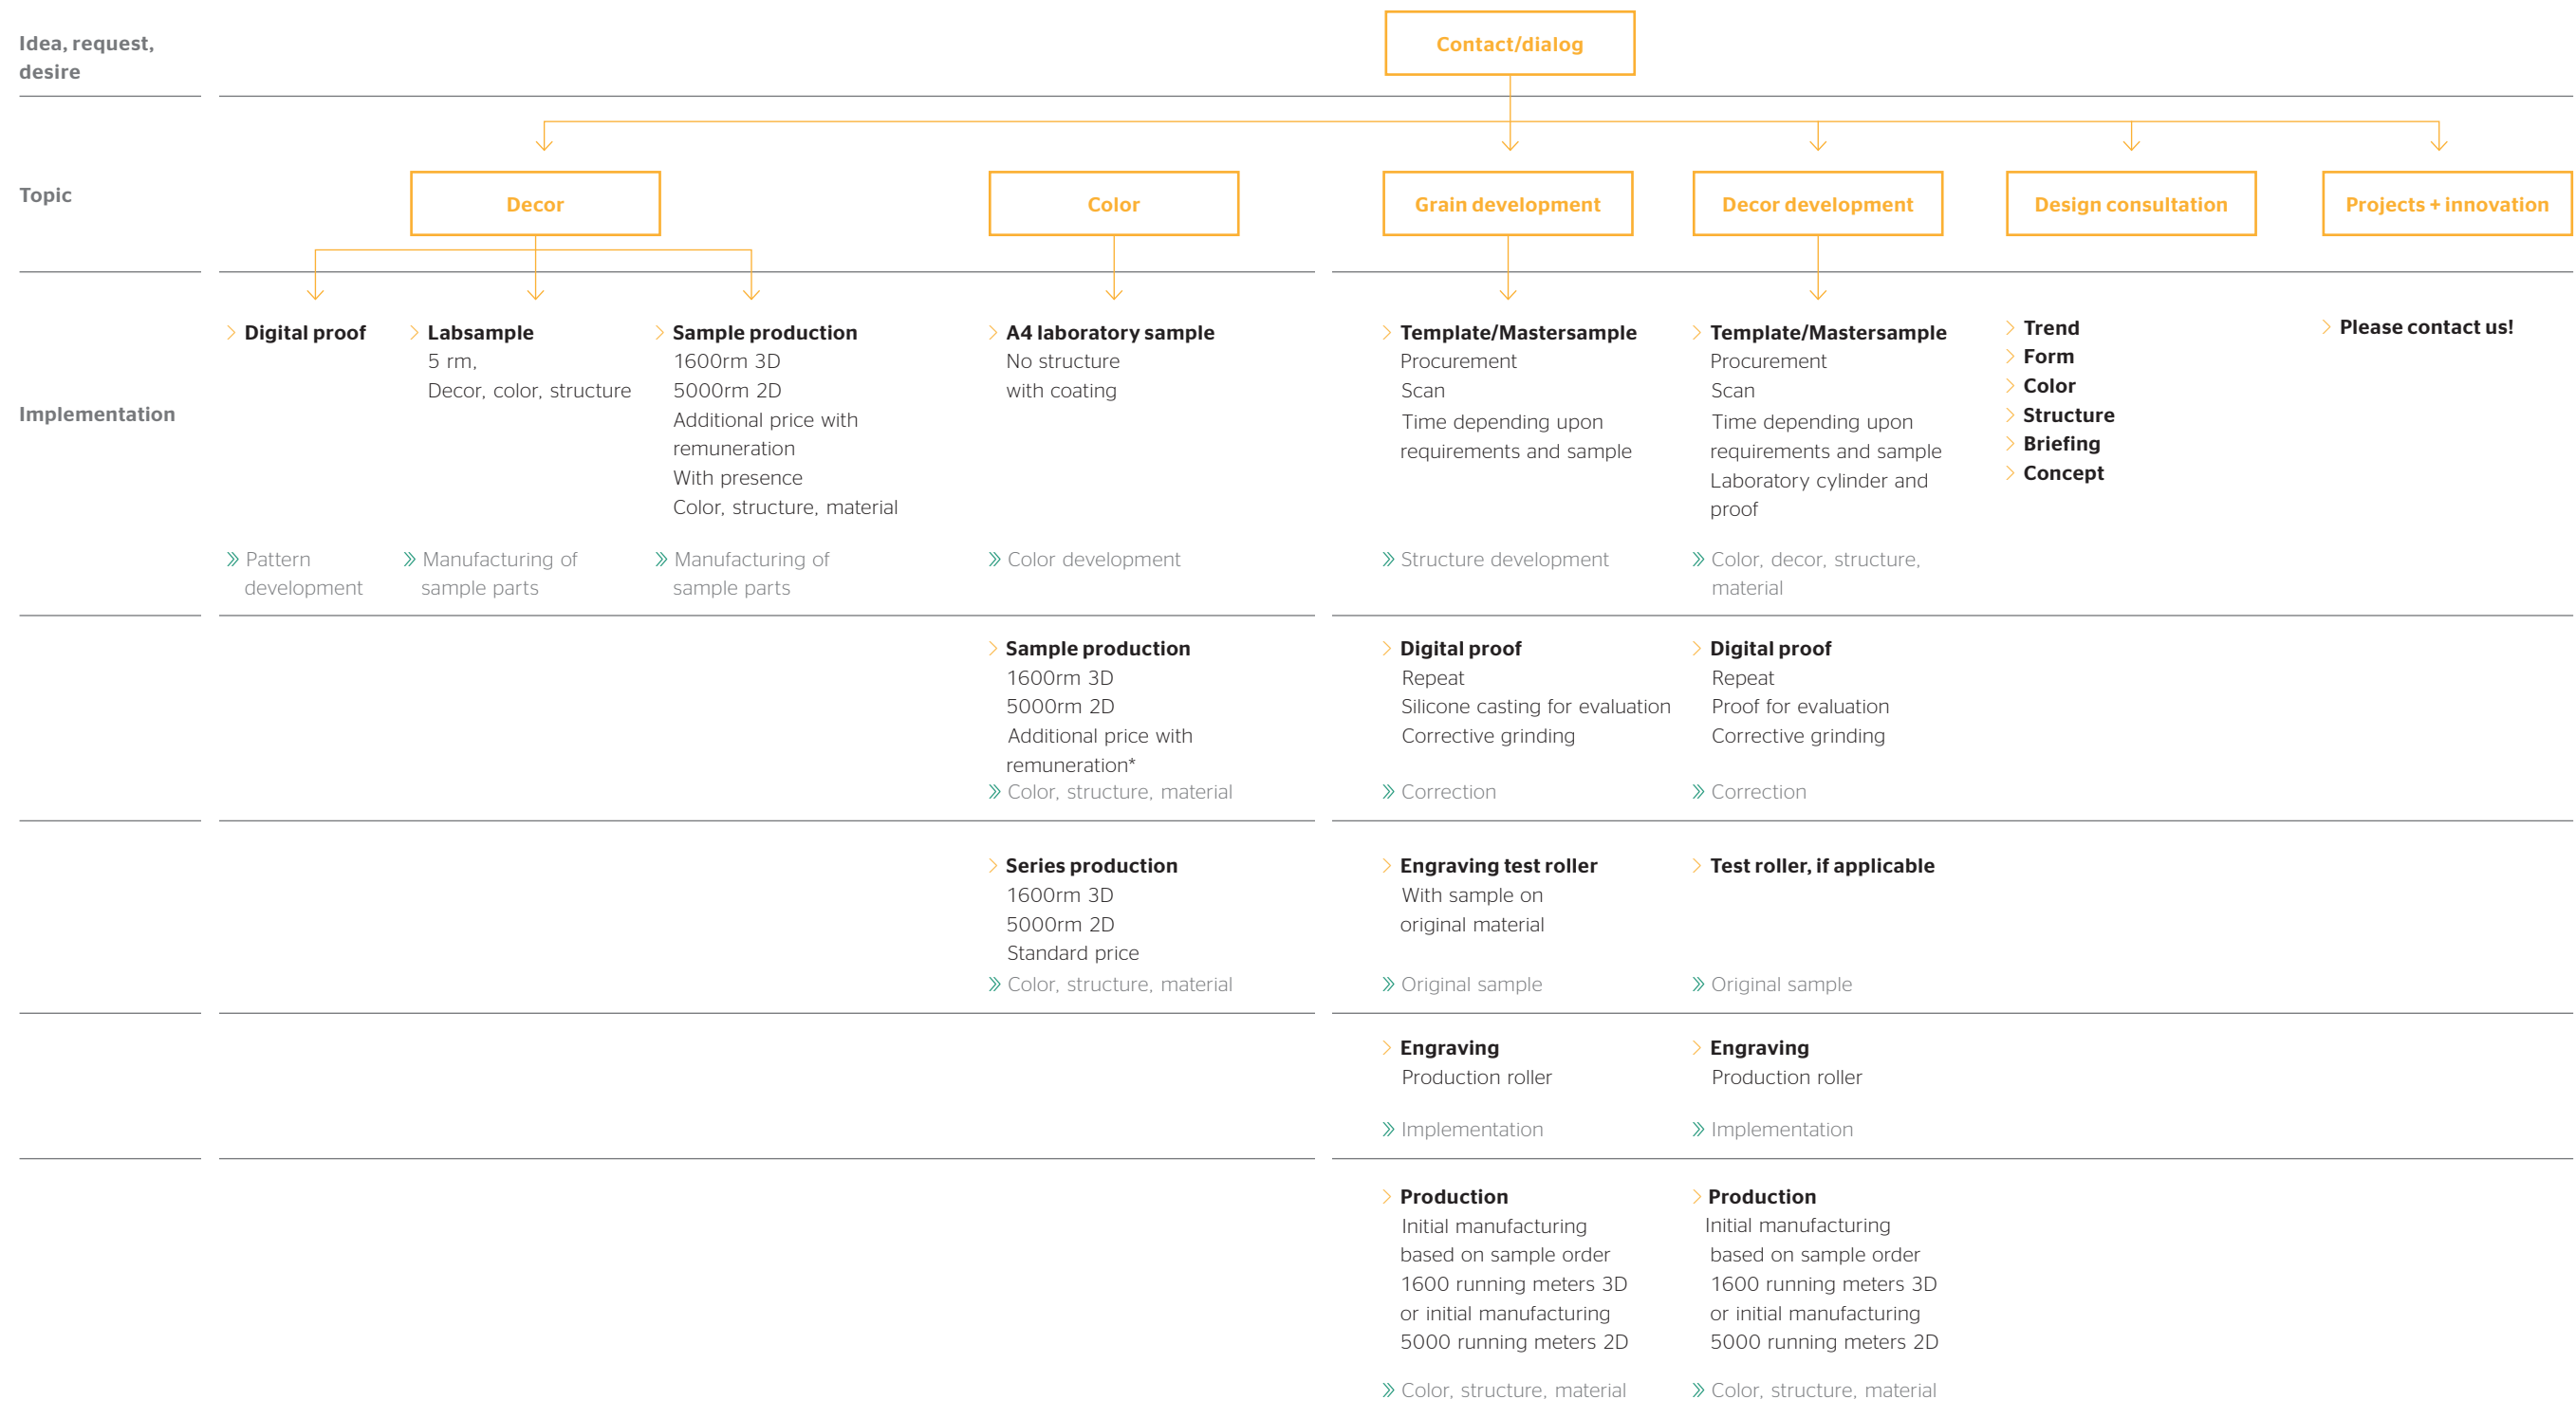 Idea, request,
desire
Contact/dialog
Topic
Decor
Color
Grain development
Decor development
Design consultation
Projects + innovation
Implementation
Digital proof
Pattern
development
Labsample
5 rm,
Decor, color, structure
Manufacturing of
sample parts
Sample production
1600rm 3D
5000rm 2D
Additional price with
remuneration
With presence
Color, structure, material
Manufacturing of
sample parts
A4 laboratory sample
No structure
with coating
Color development
Template/Mastersample
Procurement
Scan
Time depending upon
requirements and sample
Structure development
Template/Mastersample
Procurement
Scan
Time depending upon
requirements and sample
Laboratory cylinder and
proof
Color, decor, structure,
material
Trend
Form
Color
Structure
Briefing
Concept
Please contact us!
Sample production
1600rm 3D
5000rm 2D
Additional price with
remuneration*
Color, structure, material
Digital proof
Repeat
Silicone casting for evaluation
Corrective grinding
Correction
Digital proof
Repeat
Proof for evaluation
Corrective grinding
Correction
Series production
1600rm 3D
5000rm 2D
Standard price
Color, structure, material
Engraving test roller
With sample on
original material
Original sample
Test roller, if applicable
Original sample
Engraving
Production roller
Implementation
Engraving
Production roller
Implementation
Production
Initial manufacturing
based on sample order
1600 running meters 3D
or initial manufacturing
5000 running meters 2D
Color, structure, material
Production
Initial manufacturing
based on sample order
1600 running meters 3D
or initial manufacturing
5000 running meters 2D
Color, structure, material